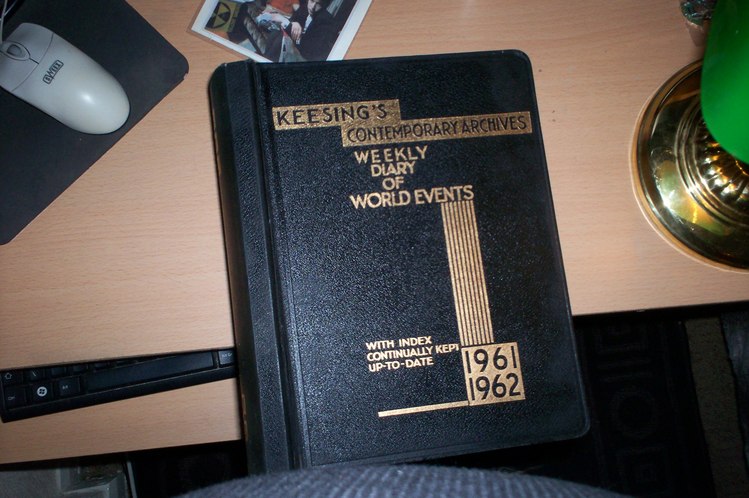 KEESING'S
CONTEMPORARY ARCHIVES
WEEKLY
DIARY
OF
WORLD EVENTS
WITH INDEX
CONTINUALLY KEPT
UP-TO-DATE
1961
1962